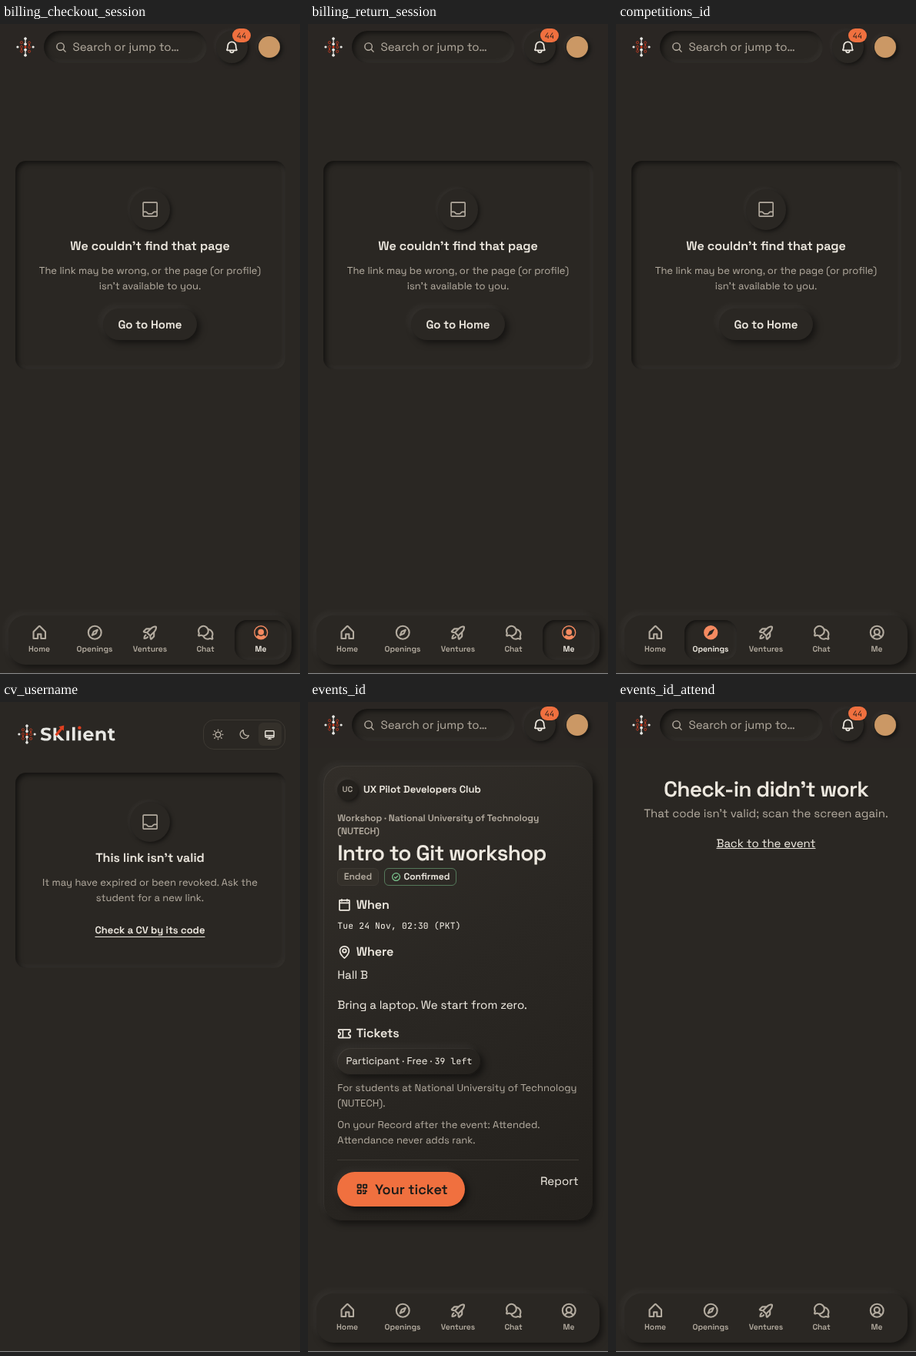 billing_checkout_session
Search or jump to...
44
We couldn't find that page
The link may be wrong, or the page (or profile)
isn't available to you.
Go to Home
Home
Openings
Ventures
Chat
Me
billing_return_session
Search or jump to...
44
We couldn't find that page
The link may be wrong, or the page (or profile)
isn't available to you.
Go to Home
Home
Openings
Ventures
Chat
Me
competitions_id
Search or jump to...
44
We couldn't find that page
The link may be wrong, or the page (or profile)
isn't available to you.
Go to Home
Home
Openings
Ventures
Chat
Me
cv_username
Skilient
This link isn't valid
It may have expired or been revoked. Ask the
student for a new link.
Check a CV by its code
events_id
Search or jump to...
44
UC UX Pilot Developers Club
Workshop · National University of Technology
(NUTECH)
Intro to Git workshop
Ended
Confirmed
When
Tue 24 Nov, 02:30 (PKT)
Where
Hall B
Bring a laptop. We start from zero.
Tickets
Participant · Free · 39 left
For students at National University of Technology
(NUTECH).
On your Record after the event: Attended.
Attendance never adds rank.
Your ticket
Report
Home
Openings
Ventures
Chat
Me
events_id_attend
Search or jump to...
44
Check-in didn't work
That code isn't valid; scan the screen again.
Back to the event
Home
Openings
Ventures
Chat
Me